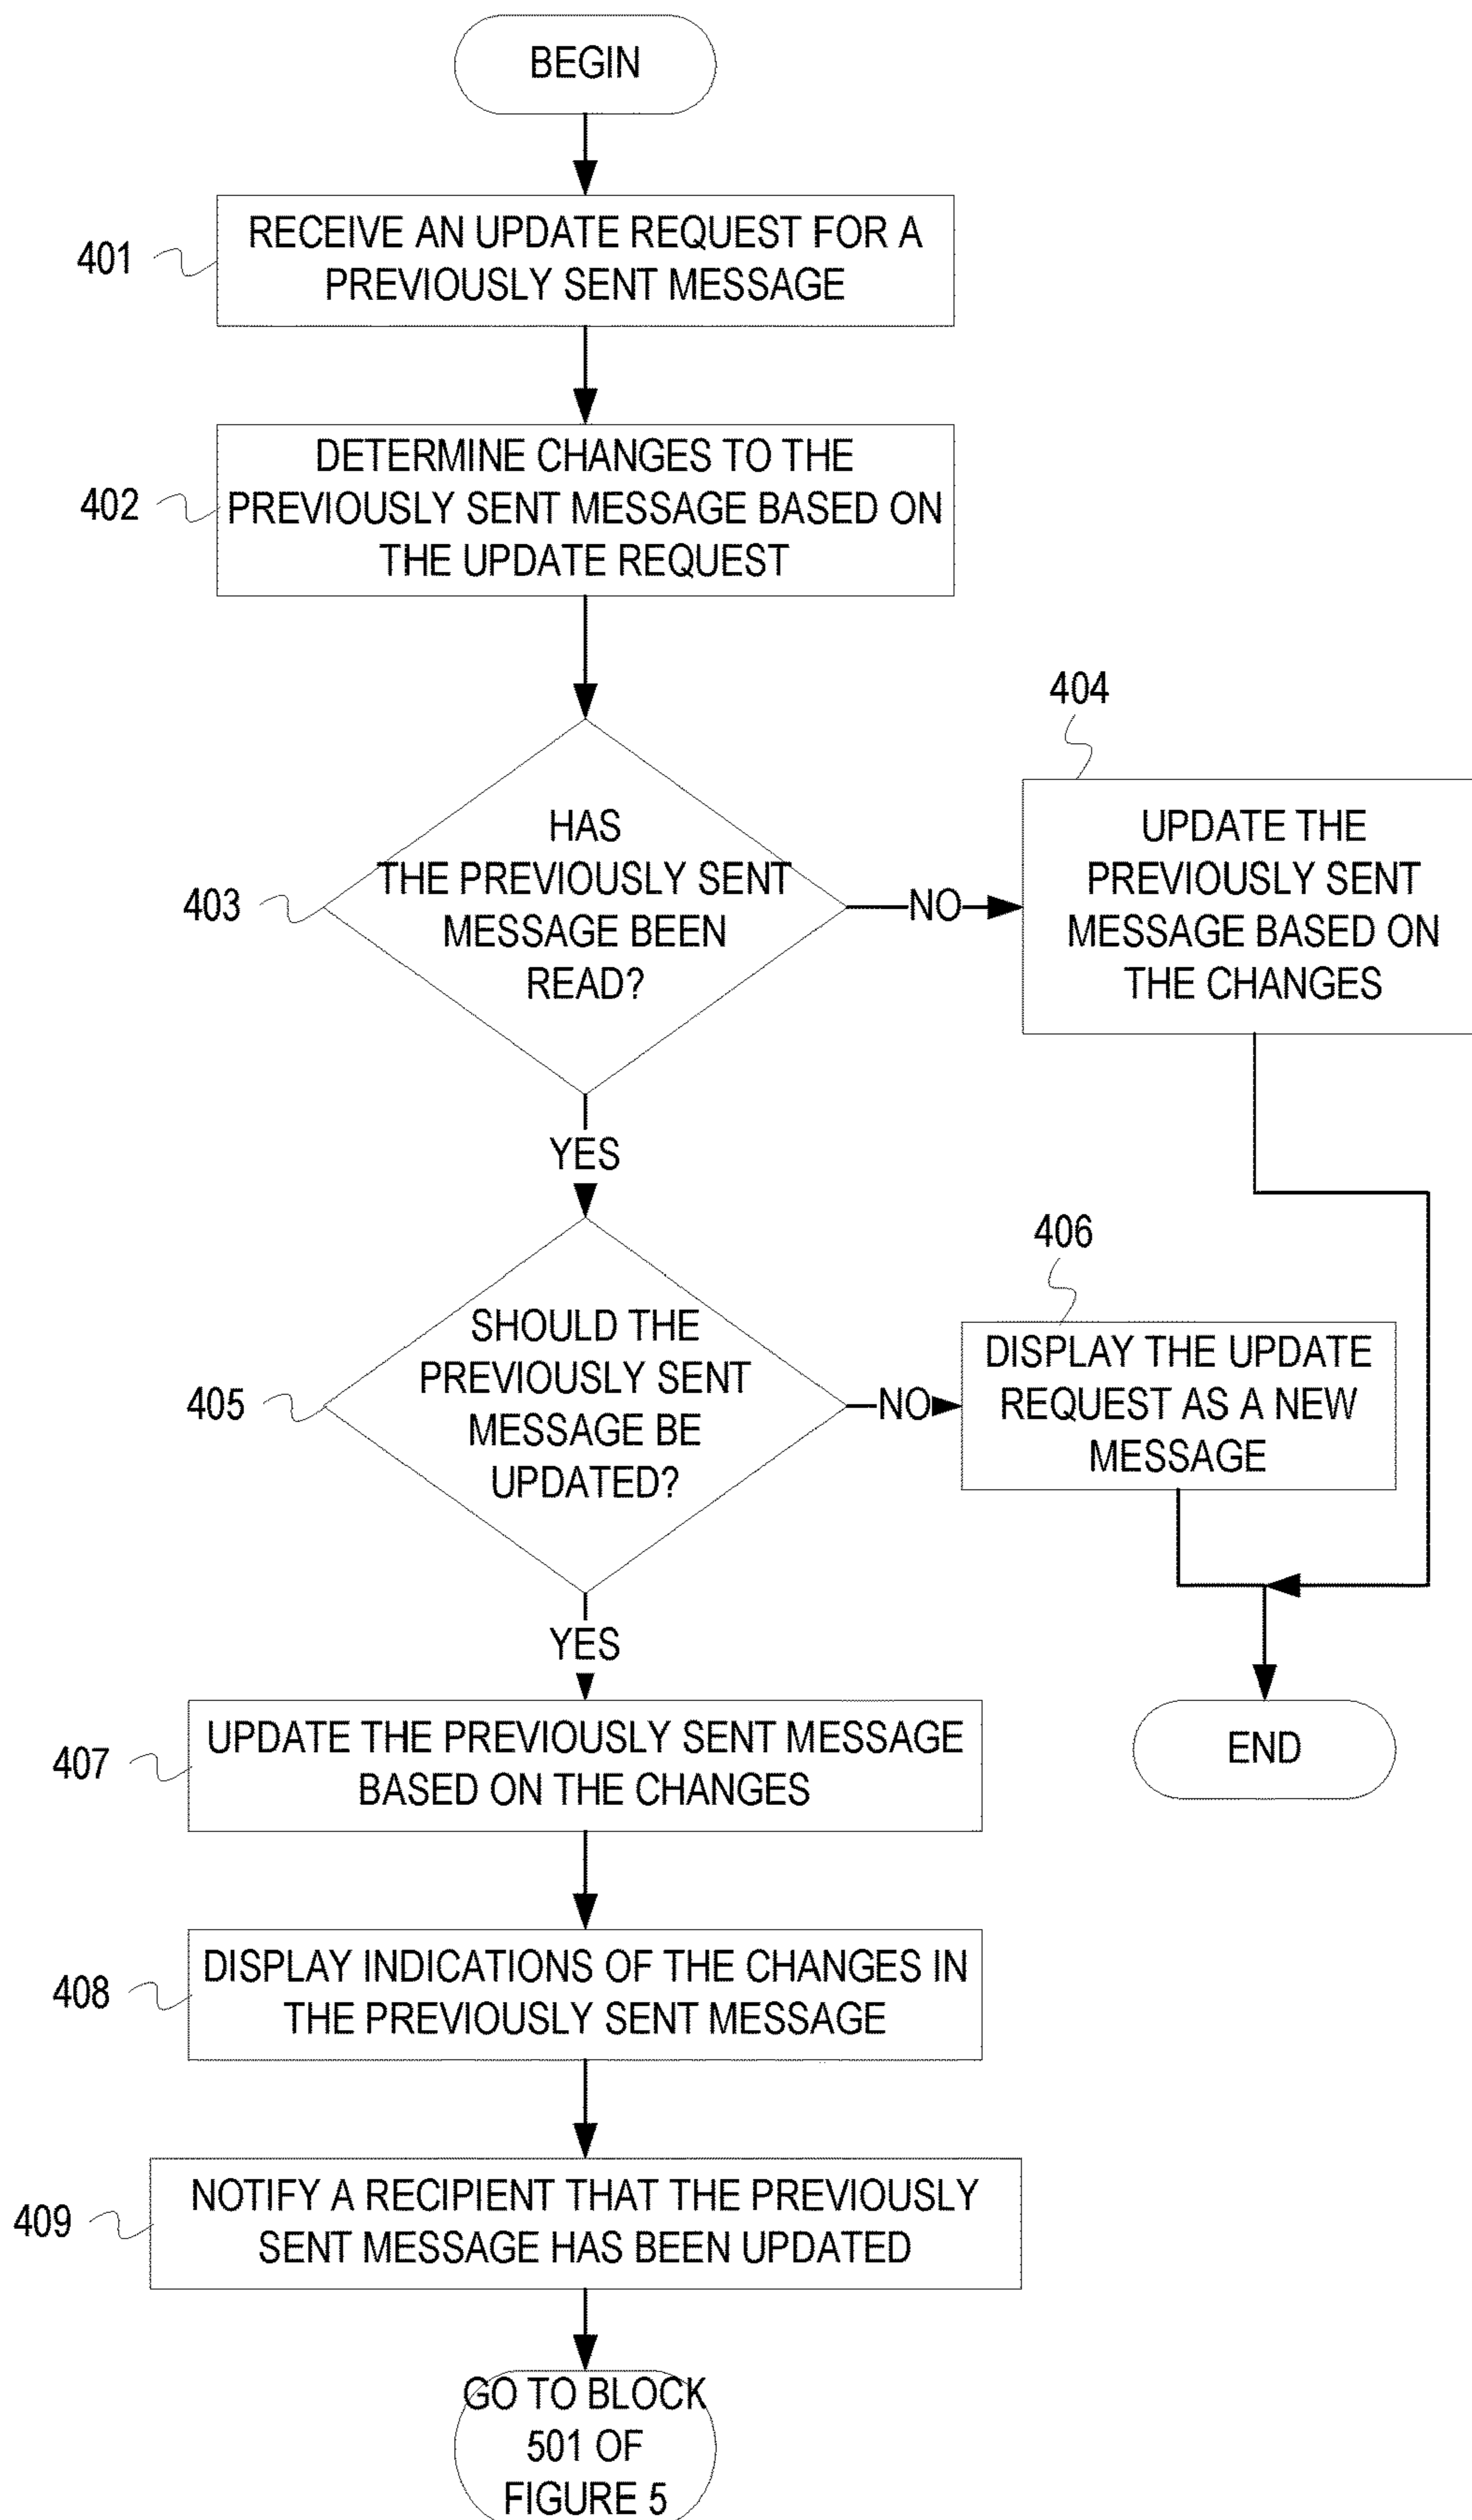 BEGIN
401
RECEIVE AN UPDATE REQUEST FOR A
PREVIOUSLY SENT MESSAGE
402
DETERMINE CHANGES TO THE
PREVIOUSLY SENT MESSAGE BASED ON
THE UPDATE REQUEST
403
HAS
THE PREVIOUSLY SENT
MESSAGE BEEN
READ?
NO
404
UPDATE THE
PREVIOUSLY SENT
MESSAGE BASED ON
THE CHANGES
YES
405
SHOULD THE
PREVIOUSLY SENT
MESSAGE BE
UPDATED?
NO
406
DISPLAY THE UPDATE
REQUEST AS A NEW
MESSAGE
YES
END
407
UPDATE THE PREVIOUSLY SENT MESSAGE
BASED ON THE CHANGES
408
DISPLAY INDICATIONS OF THE CHANGES IN
THE PREVIOUSLY SENT MESSAGE
409
NOTIFY A RECIPIENT THAT THE PREVIOUSLY
SENT MESSAGE HAS BEEN UPDATED
GO TO BLOCK
501 OF
FIGURE 5